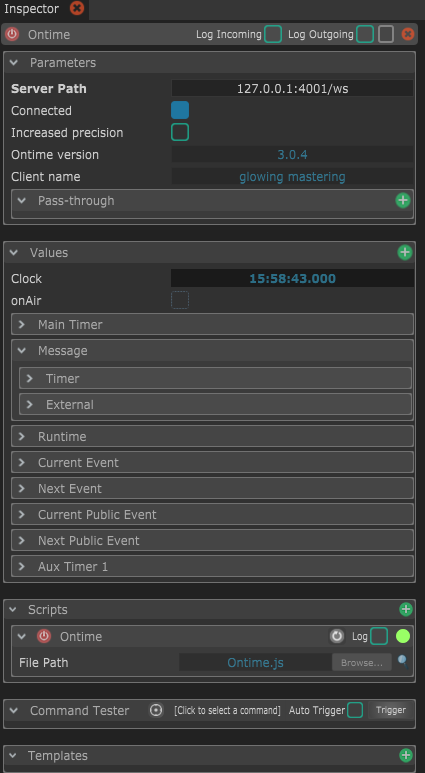 Inspector
Ontime Log Incoming Log Outgoing
Parameters
Server Path 127.0.0.1:4001/ws
Connected
Increased precision
Ontime version 3.0.4
Client name glowing mastering
Pass-through
Values
Clock 15:58:43.000
onAir
Main Timer
Message
Timer
External
Runtime
Current Event
Next Event
Current Public Event
Next Public Event
Aux Timer 1
Scripts
Ontime Log
File Path Ontime.js Browse...
Command Tester [Click to select a command] Auto Trigger Trigger
Templates